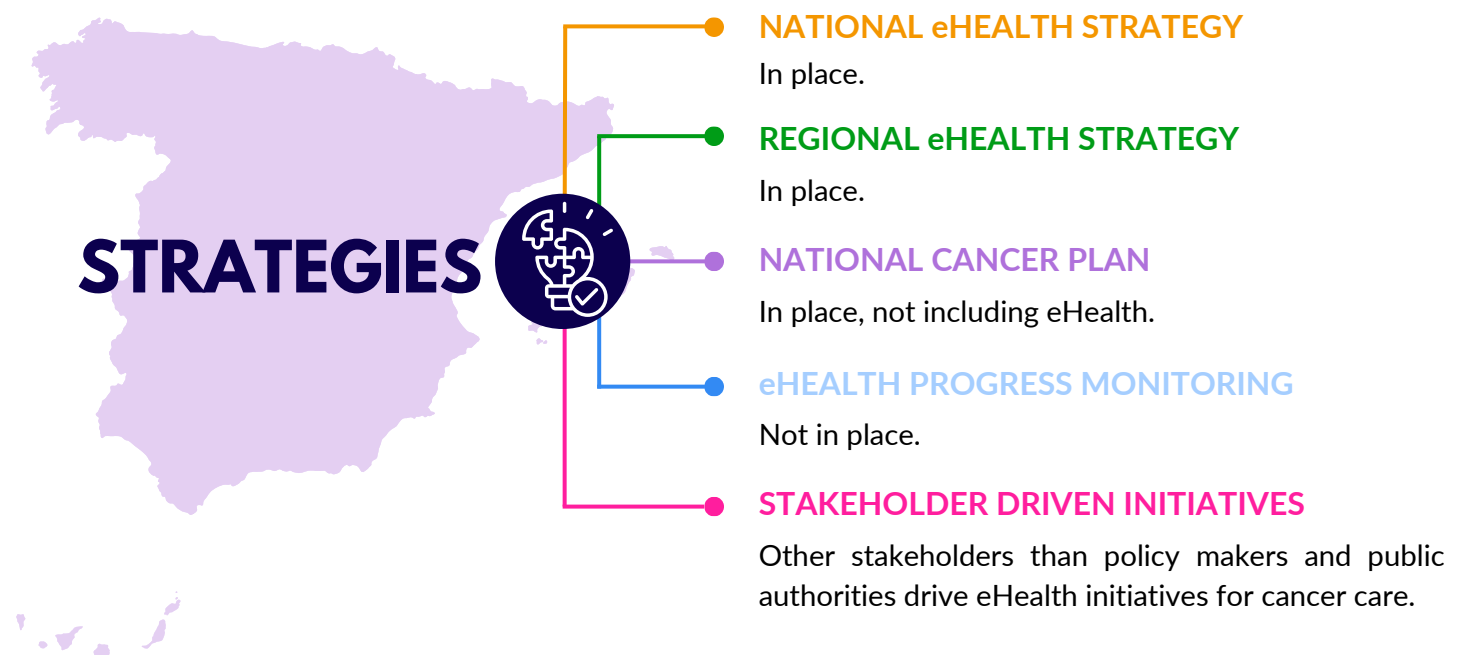 STRATEGIES
NATIONAL eHEALTH STRATEGY
In place.
REGIONAL eHEALTH STRATEGY
In place.
NATIONAL CANCER PLAN
In place, not including eHealth.
eHEALTH PROGRESS MONITORING
Not in place.
STAKEHOLDER DRIVEN INITIATIVES
Other stakeholders than policy makers and public
authorities drive eHealth initiatives for cancer care.